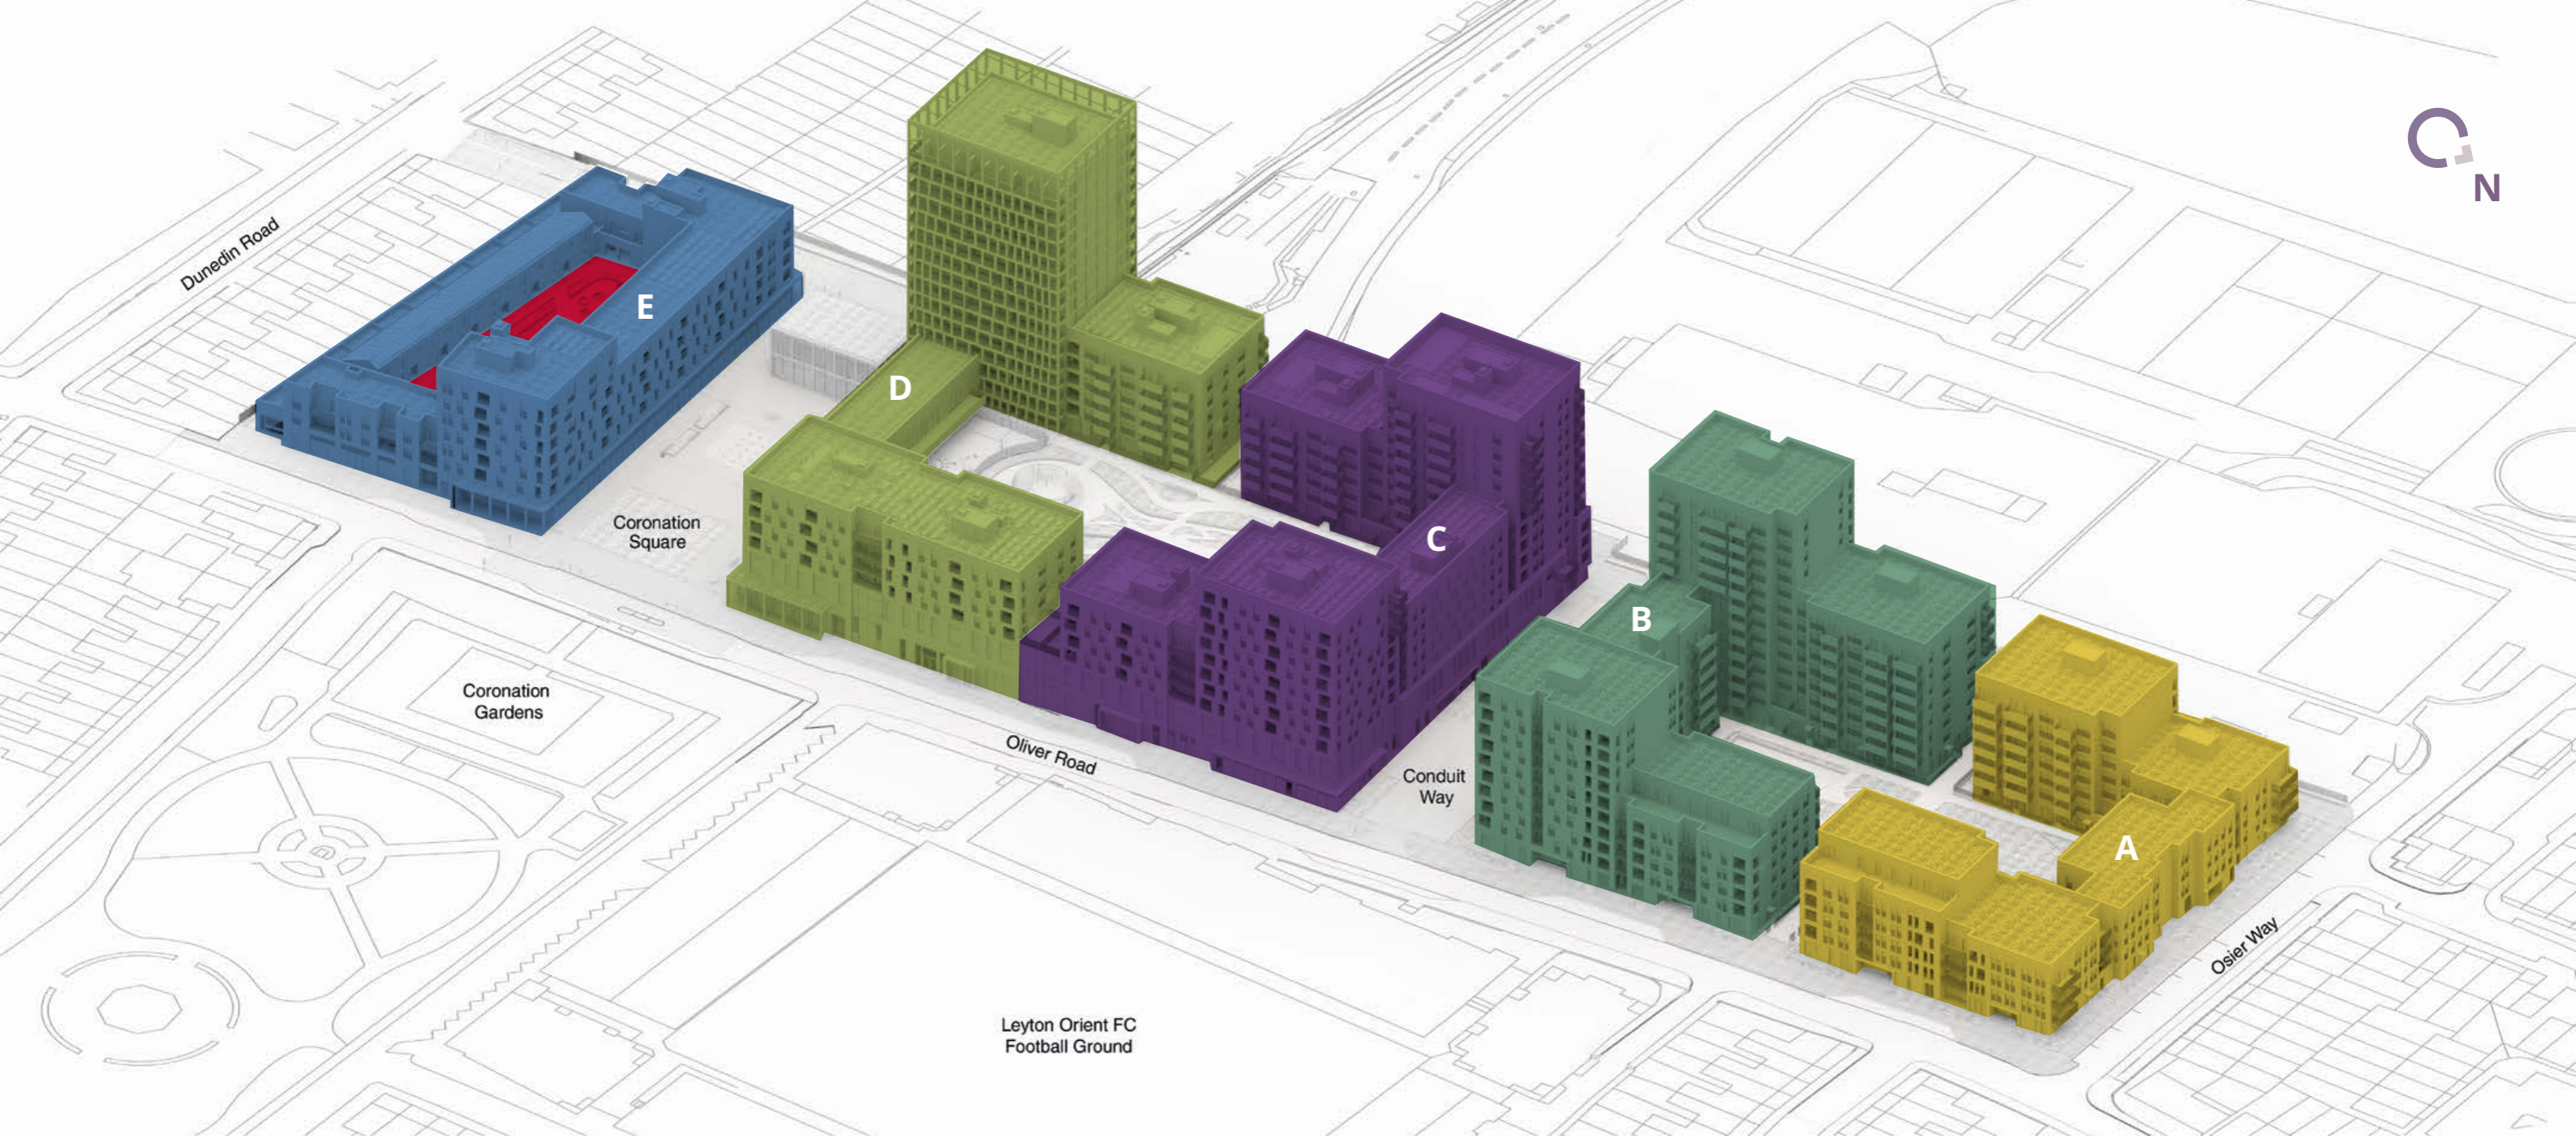 N
Dunedin Road
E
D
Coronation
Square
C
B
Coronation
Gardens
Oliver Road
Conduit
Way
A
Osier Way
Leyton Orient FC
Football Ground